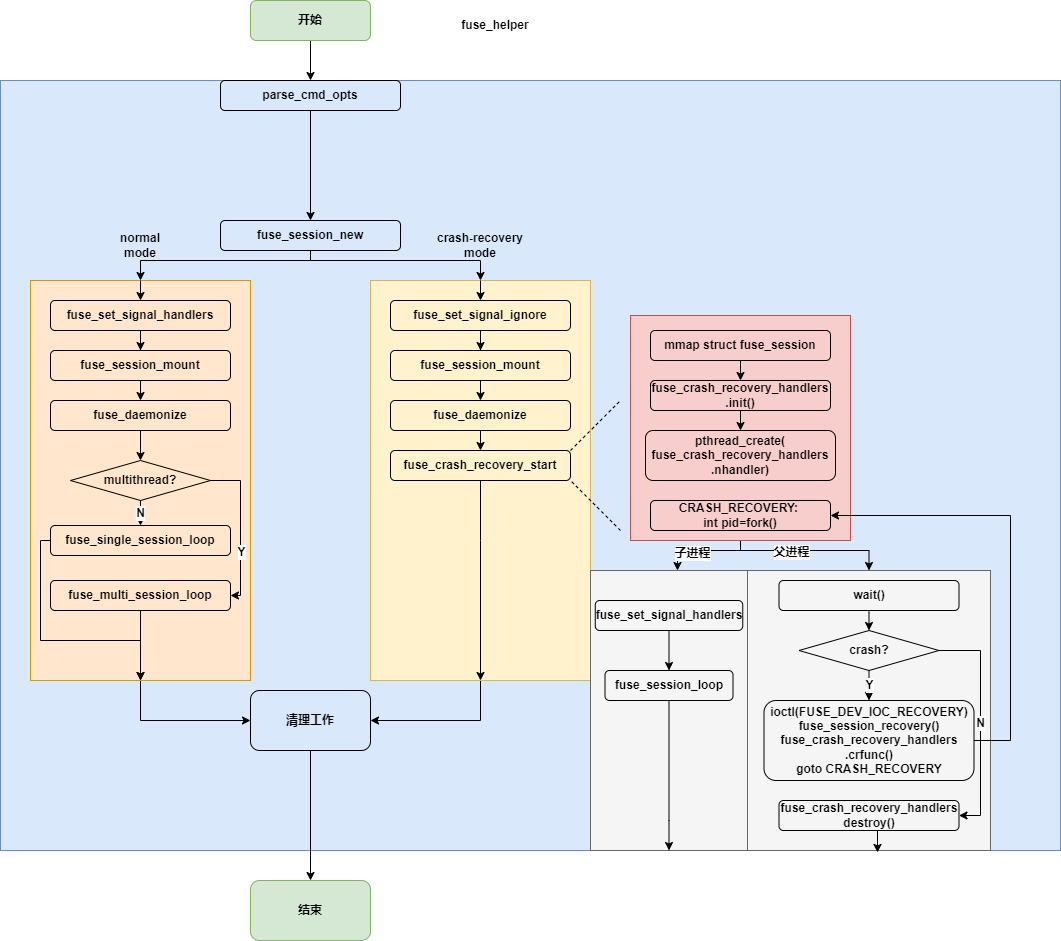 开始
fuse_helper
parse_cmd_opts
fuse_session_new
normal
mode
crash-recovery
mode
fuse_set_signal_handlers
fuse_session_mount
fuse_daemonize
multithread?
N
Y
fuse_single_session_loop
fuse_multi_session_loop
fuse_set_signal_ignore
fuse_session_mount
fuse_daemonize
fuse_crash_recovery_start
mmap struct fuse_session
fuse_crash_recovery_handlers
.init()
pthread_create(
fuse_crash_recovery_handlers
.nhandler)
CRASH_RECOVERY:
int pid=fork()
子进程
父进程
fuse_set_signal_handlers
fuse_session_loop
wait()
crash?
Y
N
ioctl(FUSE_DEV_IOC_RECOVERY)
fuse_session_recovery()
fuse_crash_recovery_handlers
.crfunc()
goto CRASH_RECOVERY
fuse_crash_recovery_handlers
destroy()
清理工作
结束